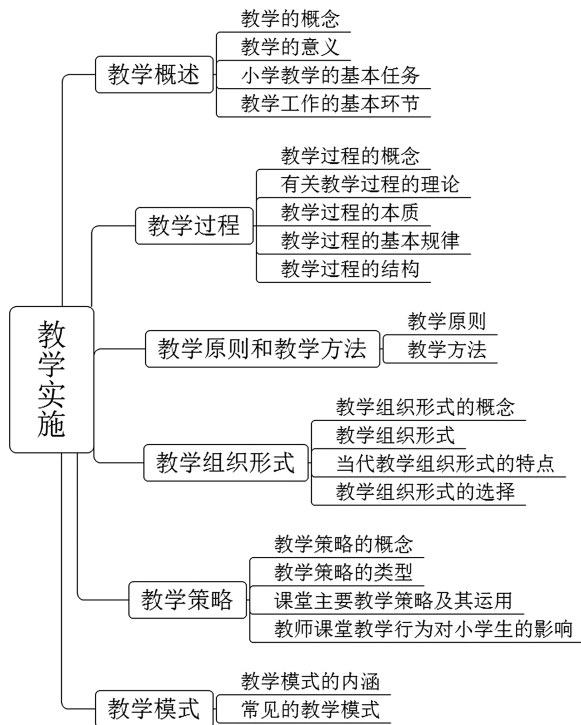 教学实施
教学概述
教学的概念
教学的意义
小学教学的基本任务
教学工作的基本环节
教学过程
教学过程的概念
有关教学过程的理论
教学过程的本质
教学过程的基本规律
教学过程的结构
教学原则和教学方法
教学原则
教学方法
教学组织形式
教学组织形式的概念
教学组织形式
当代教学组织形式的特点
教学组织形式的选择
教学策略
教学策略的概念
教学策略的类型
课堂主要教学策略及其运用
教师课堂教学行为对小学生的影响
教学模式
教学模式的内涵
常见的教学模式